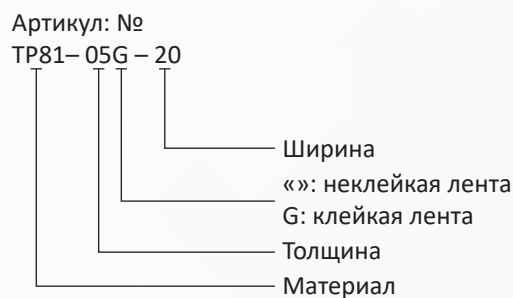 Артикул: №
TP81– 05G – 20
Ширина
«»: неклейкая лента
G: клейкая лента
Толщина
Материал